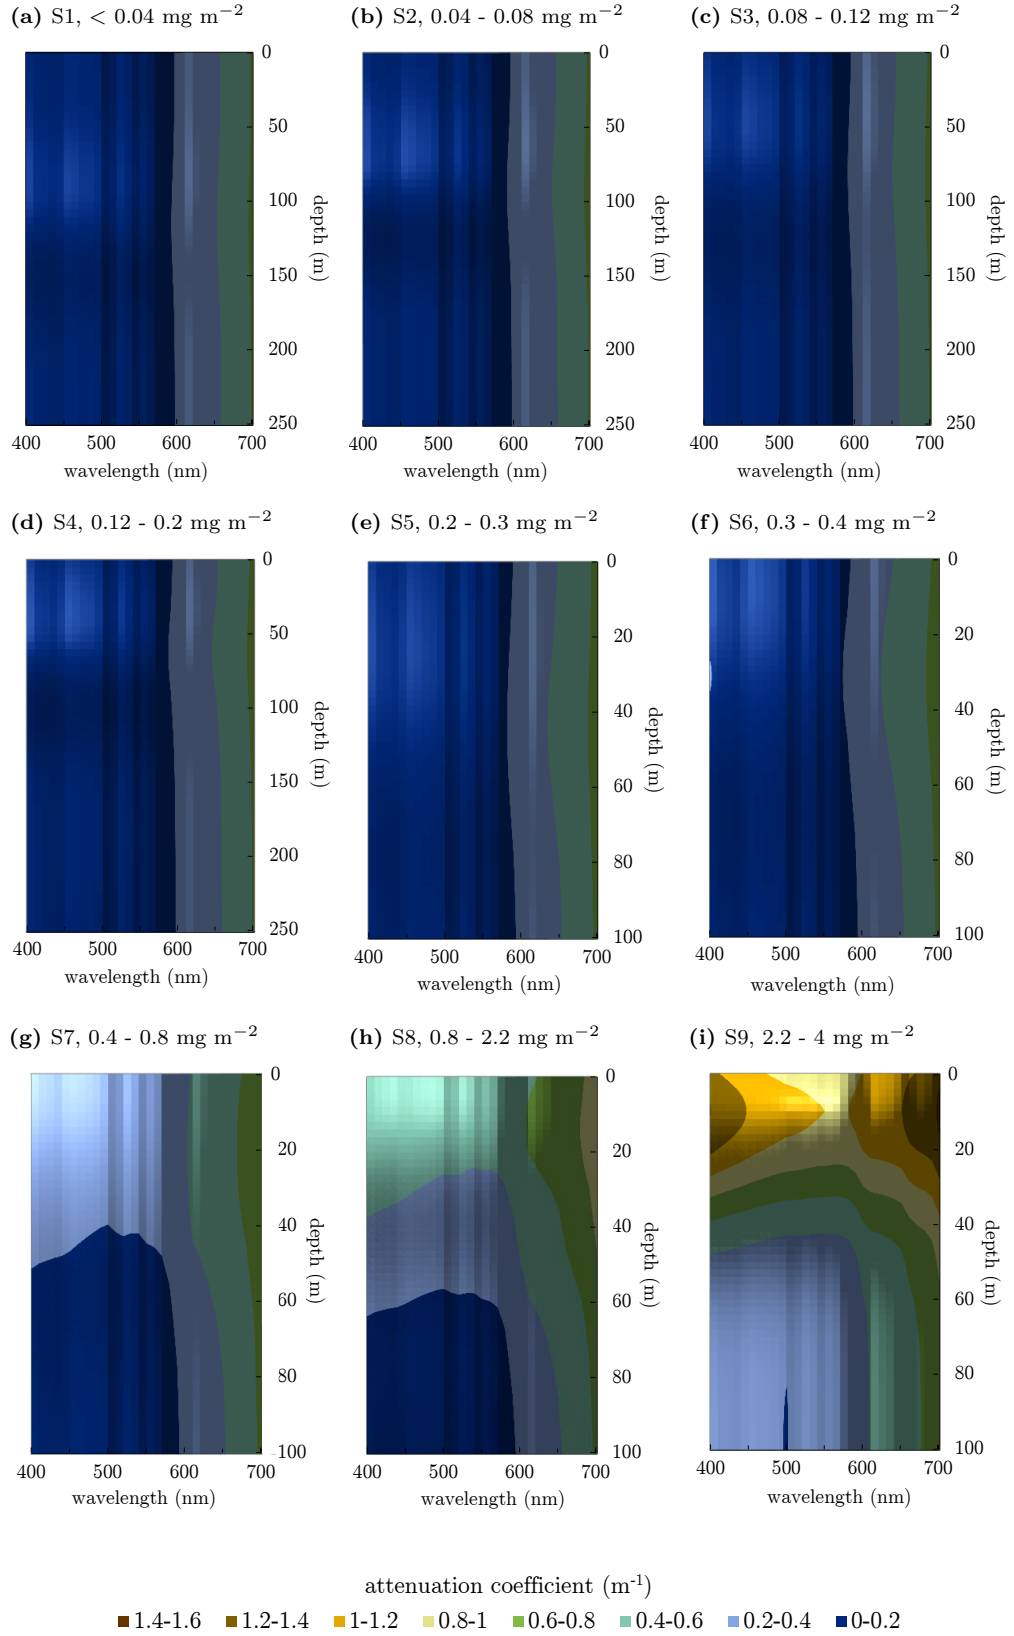 (a) S1, < 0.04 mg m−2
(b) S2, 0.04 - 0.08 mg m−2
(c) S3, 0.08 - 0.12 mg m−2
0
50
100
150
200
250
depth (m)
400 500 600 700
wavelength (nm)
0
50
100
150
200
250
depth (m)
400 500 600 700
wavelength (nm)
0
50
100
150
200
250
depth (m)
400 500 600 700
wavelength (nm)
(d) S4, 0.12 - 0.2 mg m−2
(e) S5, 0.2 - 0.3 mg m−2
(f) S6, 0.3 - 0.4 mg m−2
0
50
100
150
200
250
depth (m)
400 500 600 700
wavelength (nm)
0
20
40
60
80
100
depth (m)
400 500 600 700
wavelength (nm)
0
20
40
60
80
100
depth (m)
400 500 600 700
wavelength (nm)
(g) S7, 0.4 - 0.8 mg m−2
(h) S8, 0.8 - 2.2 mg m−2
(i) S9, 2.2 - 4 mg m−2
0
20
40
60
80
100
depth (m)
400 500 600 700
wavelength (nm)
0
20
40
60
80
100
depth (m)
400 500 600 700
wavelength (nm)
0
20
40
60
80
100
depth (m)
400 500 600 700
wavelength (nm)
attenuation coefficient (m-1)
1.4-1.6 1.2-1.4 1-1.2 0.8-1 0.6-0.8 0.4-0.6 0.2-0.4 0-0.2